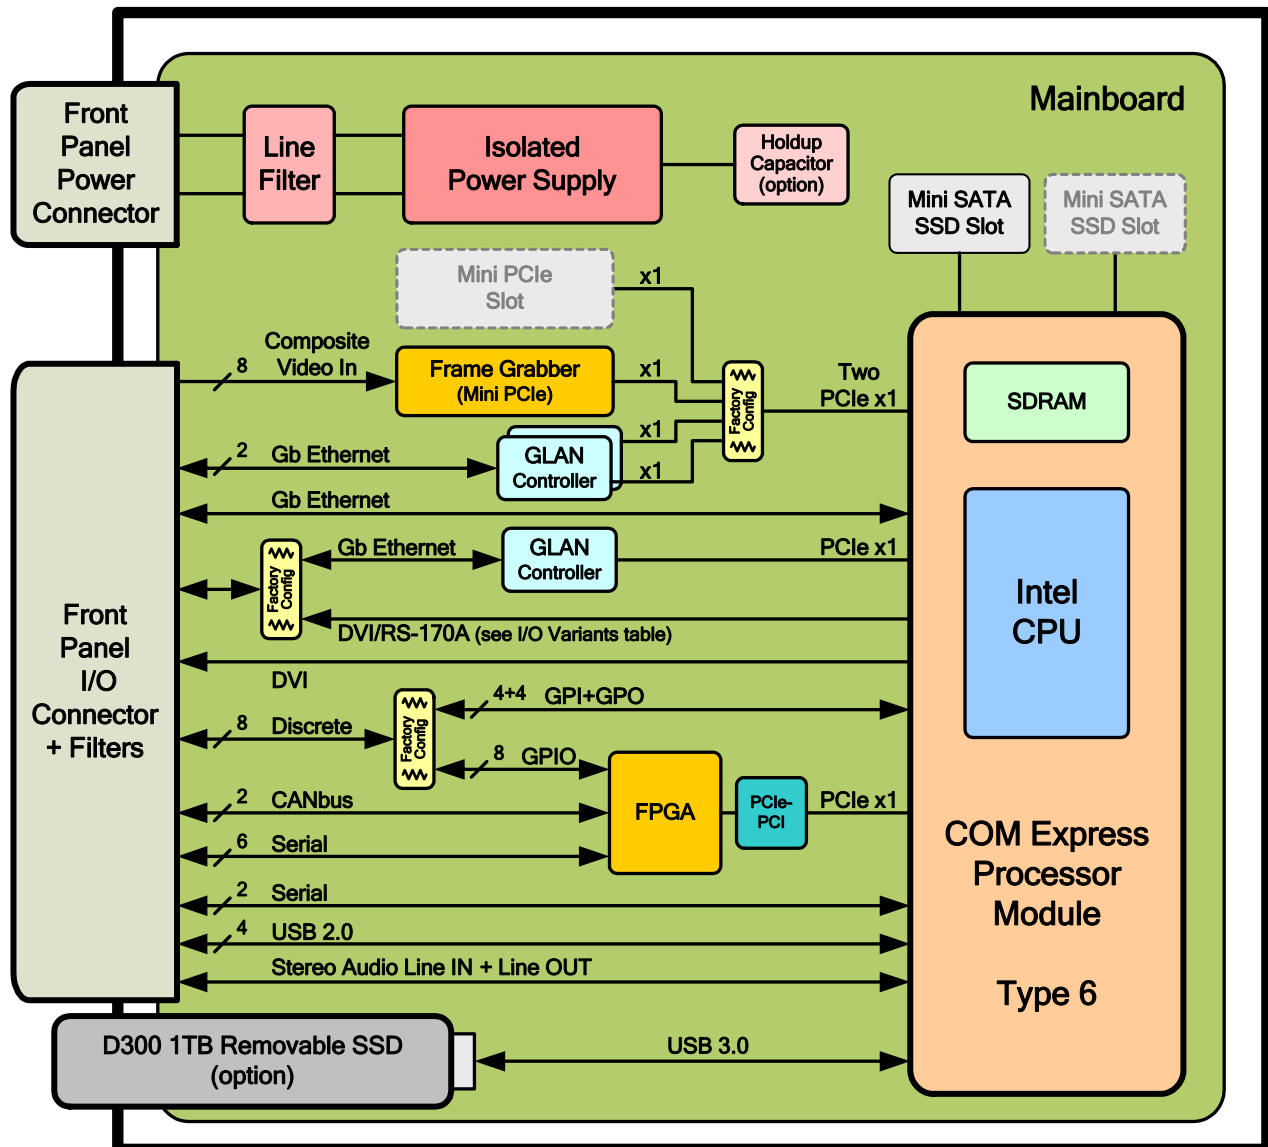 Mainboard
Front
Panel
Power
Connector
Line
Filter
Isolated
Power Supply
Holdup
Capacitor
(option)
Mini SATA
SSD Slot
Mini SATA
SSD Slot
Mini PCIe
Slot
x1
Composite
Video In
8
Frame Grabber
(Mini PCIe)
x1
Factory
Config
Two
PCIe x1
SDRAM
2
Gb Ethernet
GLAN
Controller
x1
x1
Gb Ethernet
Factory
Config
Gb Ethernet
GLAN
Controller
PCIe x1
Intel
CPU
DVI/RS-170A (see I/O Variants table)
Front
Panel
I/O
Connector
+ Filters
DVI
8
Discrete
Factory
Config
4+4
GPI+GPO
8
GPIO
2
CANbus
FPGA
PCIe-
PCI
PCIe x1
6
Serial
COM Express
Processor
Module
Type 6
2
Serial
4
USB 2.0
Stereo Audio Line IN + Line OUT
D300 1TB Removable SSD
(option)
USB 3.0